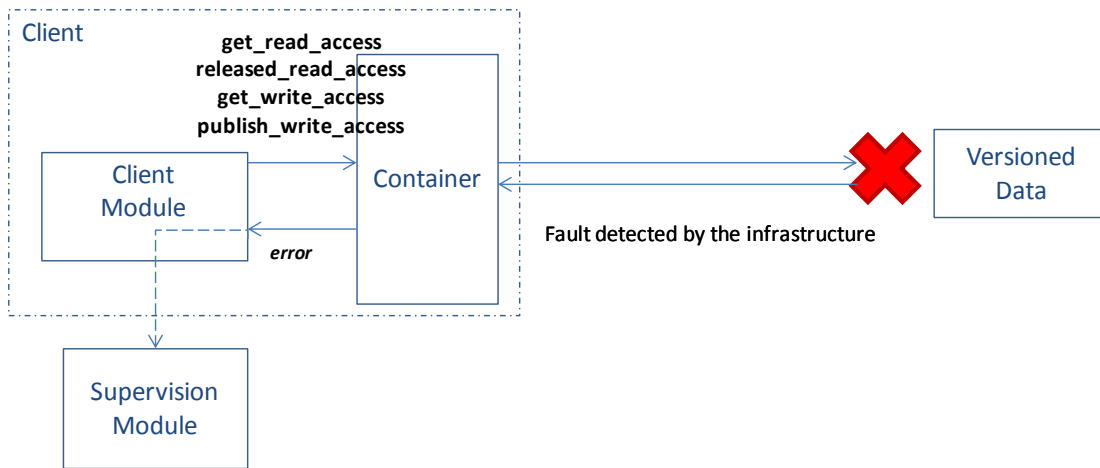 Client
get_read_access
released_read_access
get_write_access
publish_write_access
Client
Module
Container
Versioned
Data
error
Fault detected by the infrastructure
Supervision
Module